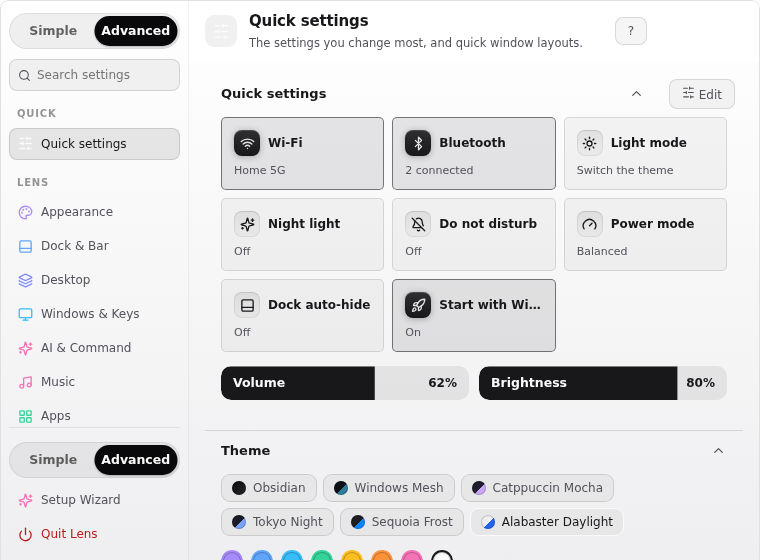 Simple Advanced
Search settings
QUICK
Quick settings
LENS
Appearance
Dock & Bar
Desktop
Windows & Keys
AI & Command
Music
Apps
Simple Advanced
Setup Wizard
Quit Lens
Quick settings
The settings you change most, and quick window layouts.
?
Quick settings
Edit
Wi-Fi
Home 5G
Bluetooth
2 connected
Light mode
Switch the theme
Night light
Off
Do not disturb
Off
Power mode
Balanced
Dock auto-hide
Off
Start with Wi...
On
Volume 62%
Brightness 80%
Theme
Obsidian
Windows Mesh
Catppuccin Mocha
Tokyo Night
Sequoia Frost
Alabaster Daylight